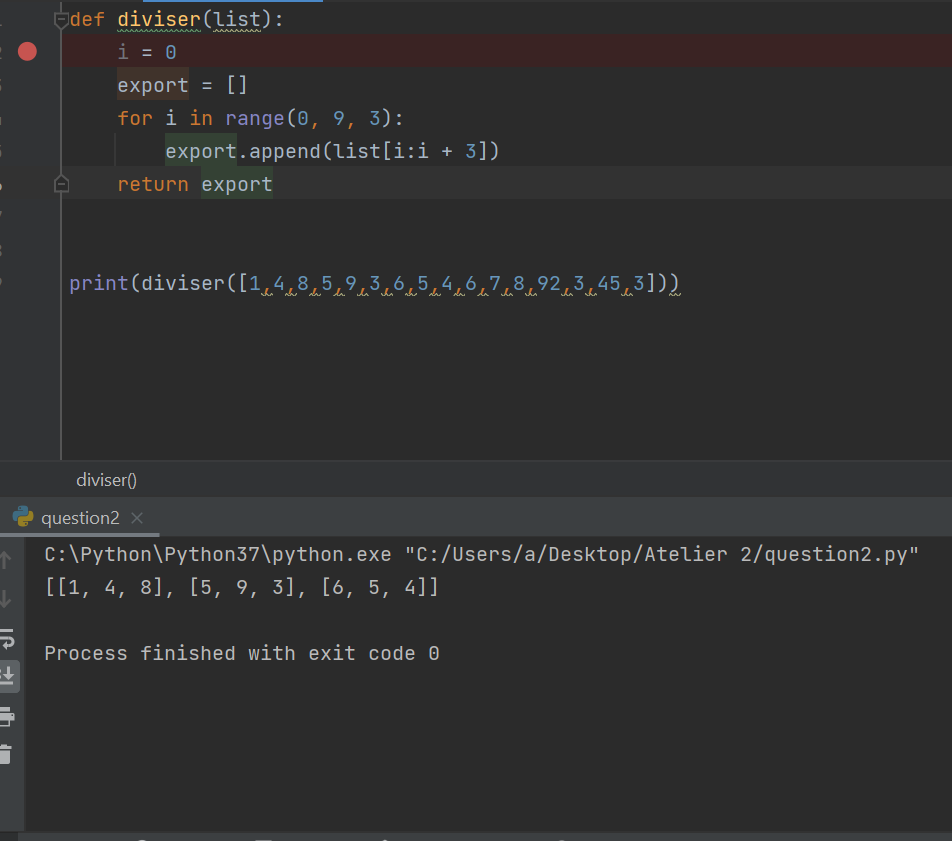 def diviser(list):
    i = 0
    export = []
    for i in range(0, 9, 3):
        export.append(list[i:i + 3])
    return export
print(diviser([1,4,8,5,9,3,6,5,4,6,7,8,92,3,45,3]))
diviser()
question2
C:\Python\Python37\python.exe "C:/Users/a/Desktop/Atelier 2/question2.py"
[[1, 4, 8], [5, 9, 3], [6, 5, 4]]
Process finished with exit code 0